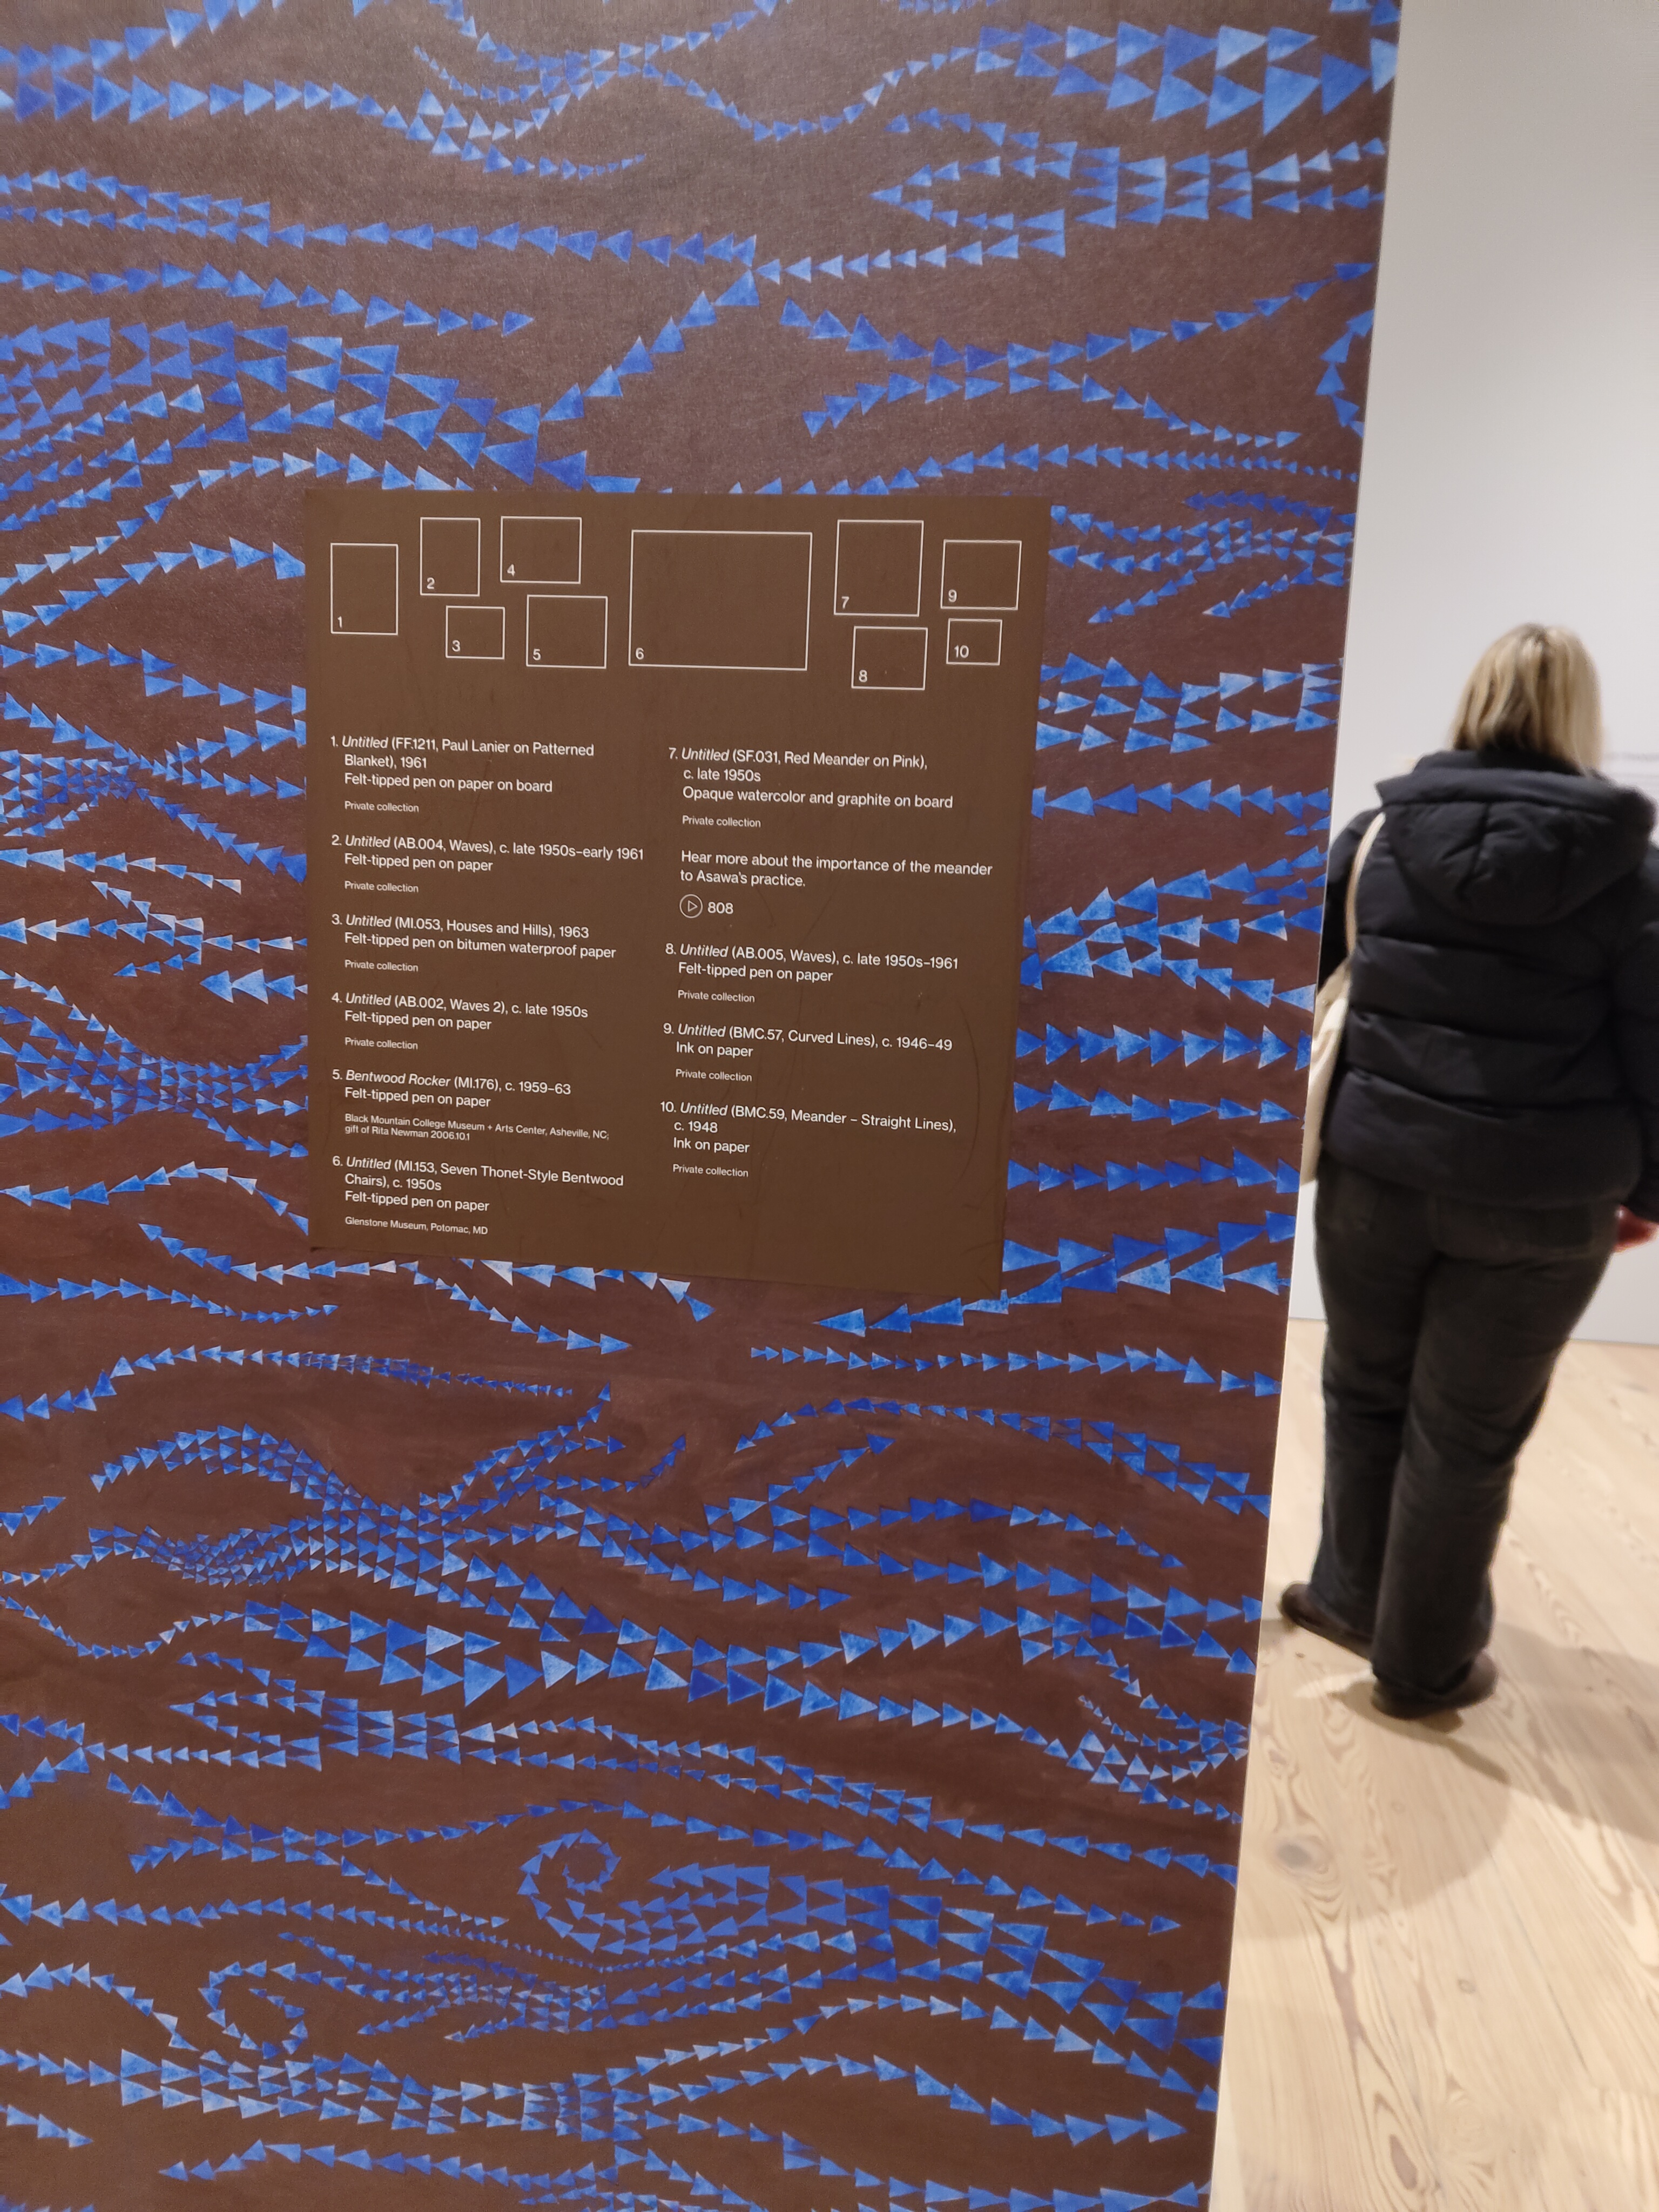 1
2
3
4
5
6
7
8
9
10
1. Untitled (FF.1211, Paul Lanier on Patterned
Blanket), 1961
Felt-tipped pen on paper on board
Private collection
2. Untitled (AB.004, Waves), c. late 1950s–early 1961
Felt-tipped pen on paper
Private collection
3. Untitled (MI.053, Houses and Hills), 1963
Felt-tipped pen on bitumen waterproof paper
Private collection
4. Untitled (AB.002, Waves 2), c. late 1950s
Felt-tipped pen on paper
Private collection
5. Bentwood Rocker (MI.176), c. 1959–63
Felt-tipped pen on paper
Black Mountain College Museum + Arts Center, Asheville, NC;
gift of Rita Newman 2006.10.1
6. Untitled (MI.153, Seven Thonet-Style Bentwood
Chairs), c. 1950s
Felt-tipped pen on paper
Glenstone Museum, Potomac, MD
7. Untitled (SF.031, Red Meander on Pink),
c. late 1950s
Opaque watercolor and graphite on board
Private collection
Hear more about the importance of the meander
to Asawa's practice.
808
8. Untitled (AB.005, Waves), c. late 1950s–1961
Felt-tipped pen on paper
Private collection
9. Untitled (BMC.57, Curved Lines), c. 1946–49
Ink on paper
Private collection
10. Untitled (BMC.59, Meander – Straight Lines),
c. 1948
Ink on paper
Private collection